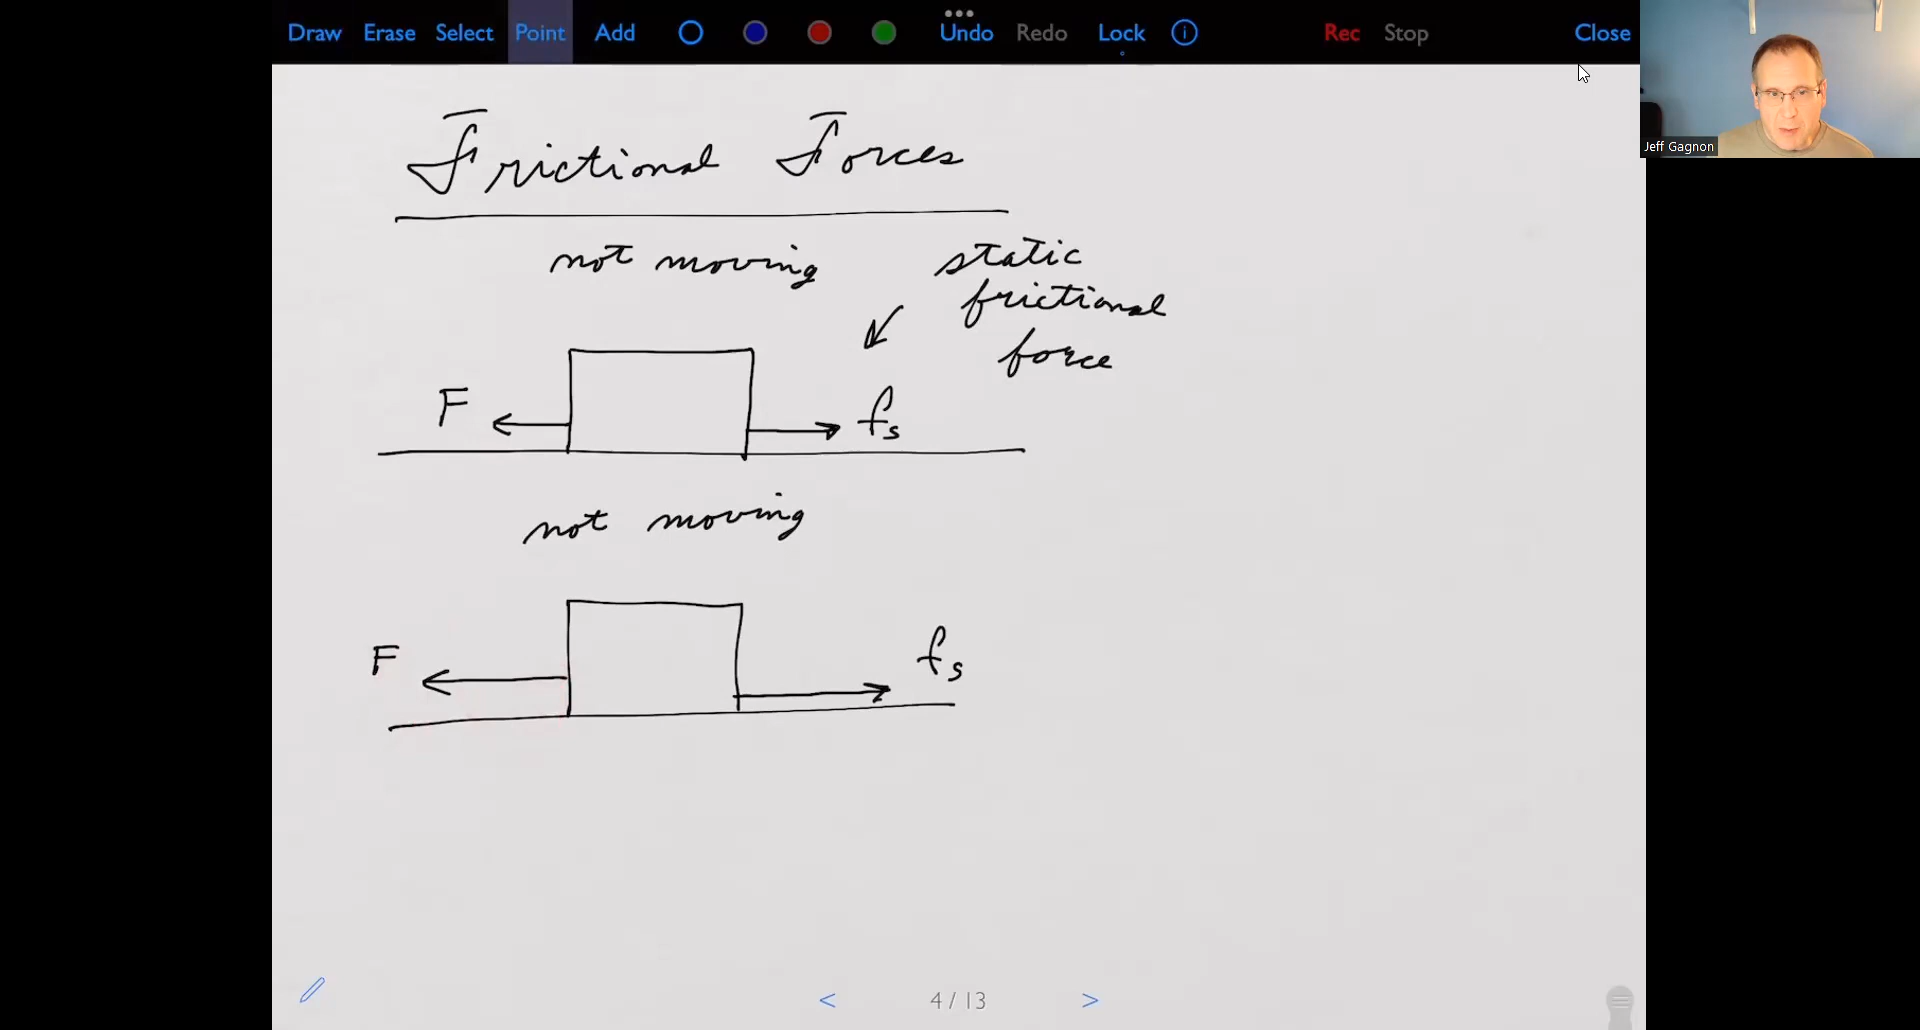 Draw Erase Select Point Add Undo Redo Lock Rec Stop Close
Jeff Gagnon
Frictional Forces
not moving
static
frictional
force
F
fs
not moving
F
fs
< 4 / 13 >